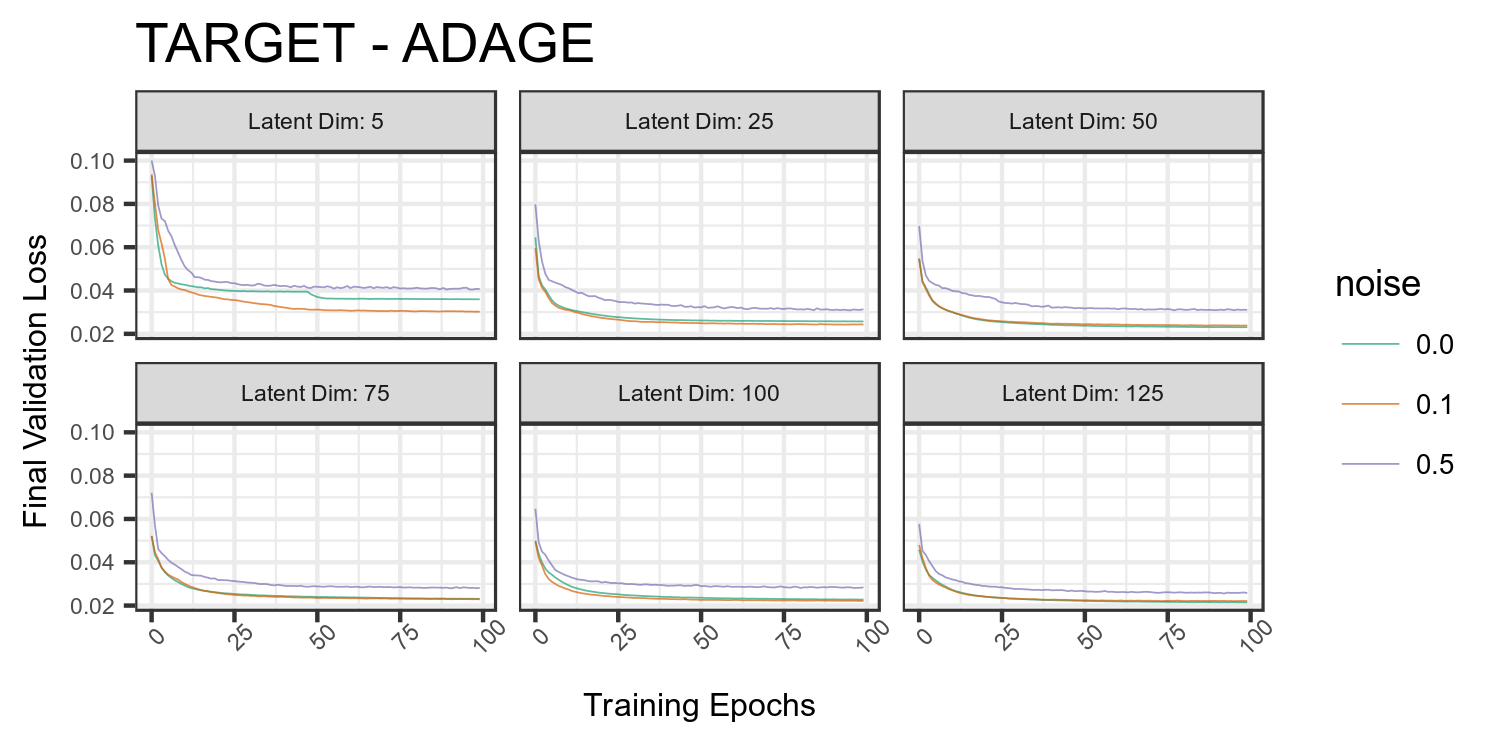 TARGET - ADAGE
Latent Dim: 5
Latent Dim: 25
Latent Dim: 50
0.10
0.08
0.06
0.04
0.02
Latent Dim: 75
Latent Dim: 100
Latent Dim: 125
0.10
0.08
0.06
0.04
0.02
0 25 50 75 100
0 25 50 75 100
0 25 50 75 100
Final Validation Loss
Training Epochs
noise
0.0
0.1
0.5